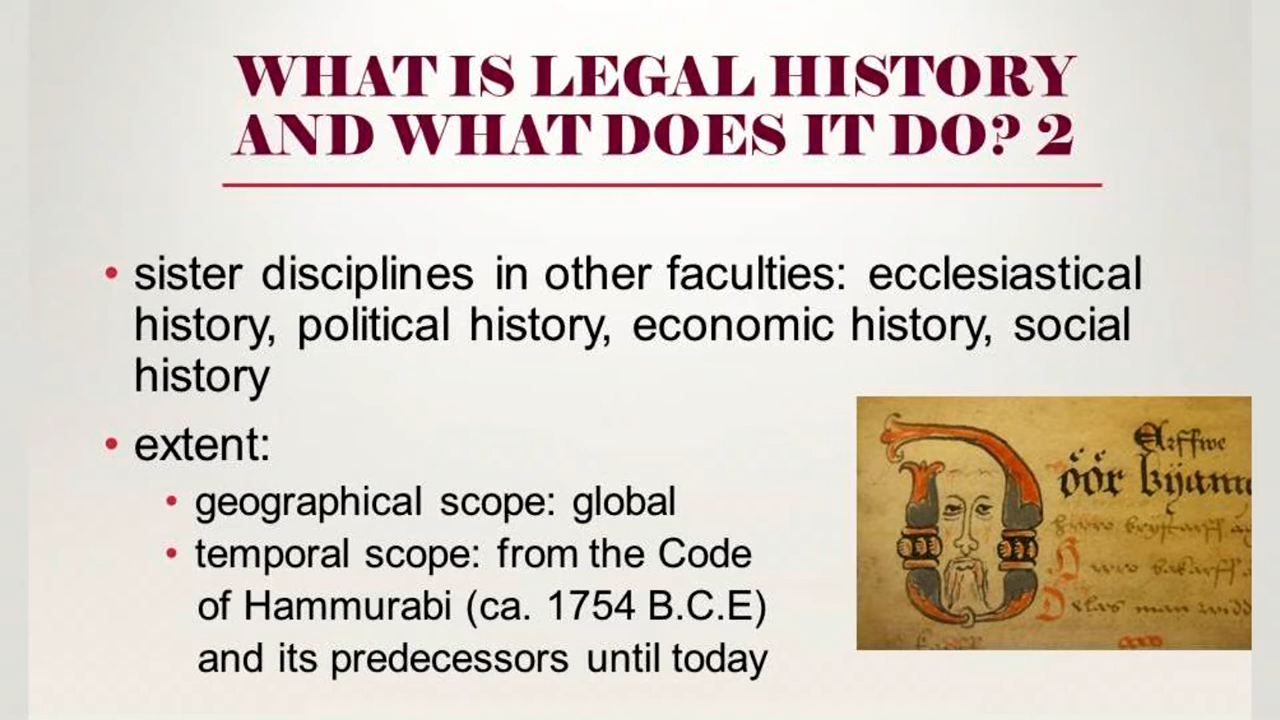 WHAT IS LEGAL HISTORY
AND WHAT DOES IT DO? 2
• sister disciplines in other faculties: ecclesiastical
history, political history, economic history, social
history
• extent:
• geographical scope: global
• temporal scope: from the Code
of Hammurabi (ca. 1754 B.C.E)
and its predecessors until today